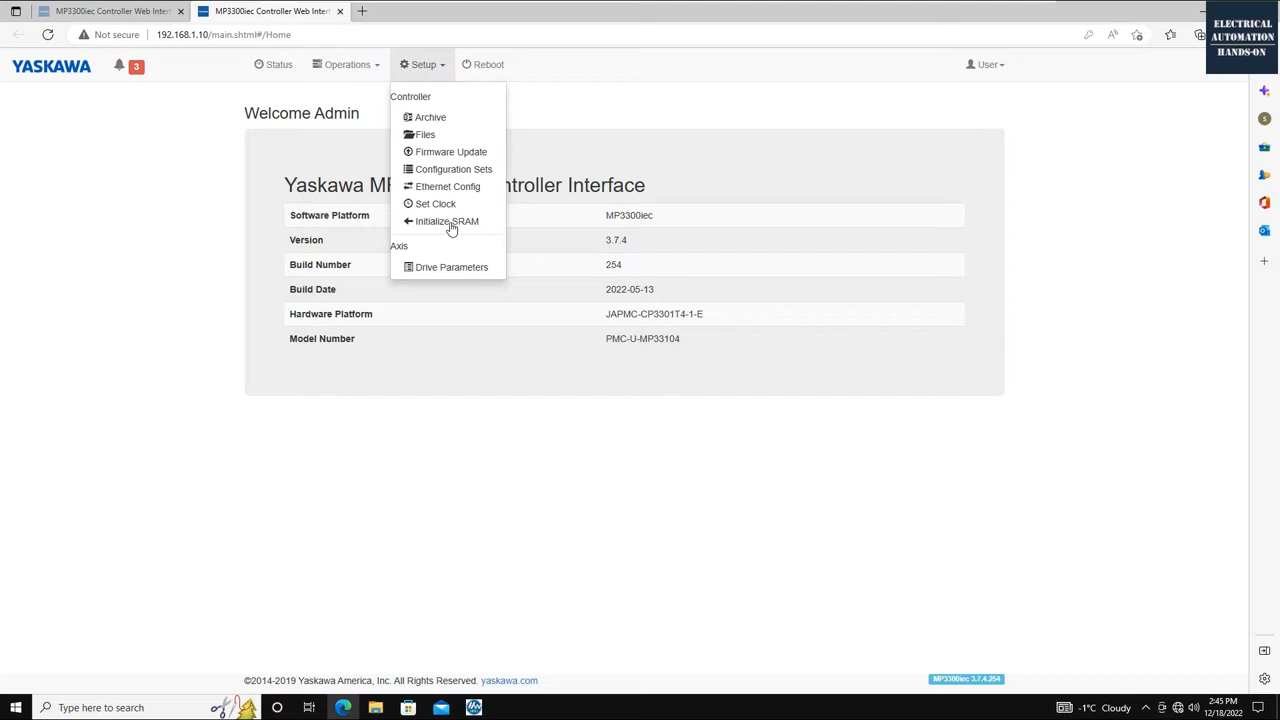 MP3300iec Controller Web Interf
MP3300iec Controller Web Interf
Not secure
192.168.1.10/main.shtml#/Home
ELECTRICAL
AUTOMATION
HANDS-ON
YASKAWA
3
Status
Operations
Setup
Reboot
User
Controller
Archive
Files
Firmware Update
Configuration Sets
Ethernet Config
Set Clock
Initialize SRAM
Axis
Drive Parameters
Welcome Admin
Yaskawa MP
ntroller Interface
Software Platform MP3300iec
Version 3.7.4
Build Number 254
Build Date 2022-05-13
Hardware Platform JAPMC-CP3301T4-1-E
Model Number PMC-U-MP33104
©2014-2019 Yaskawa America, Inc. All Rights Reserved. yaskawa.com
MP3300iec 3.7.4.254
Type here to search
-1°C Cloudy
2:45 PM
12/18/2022